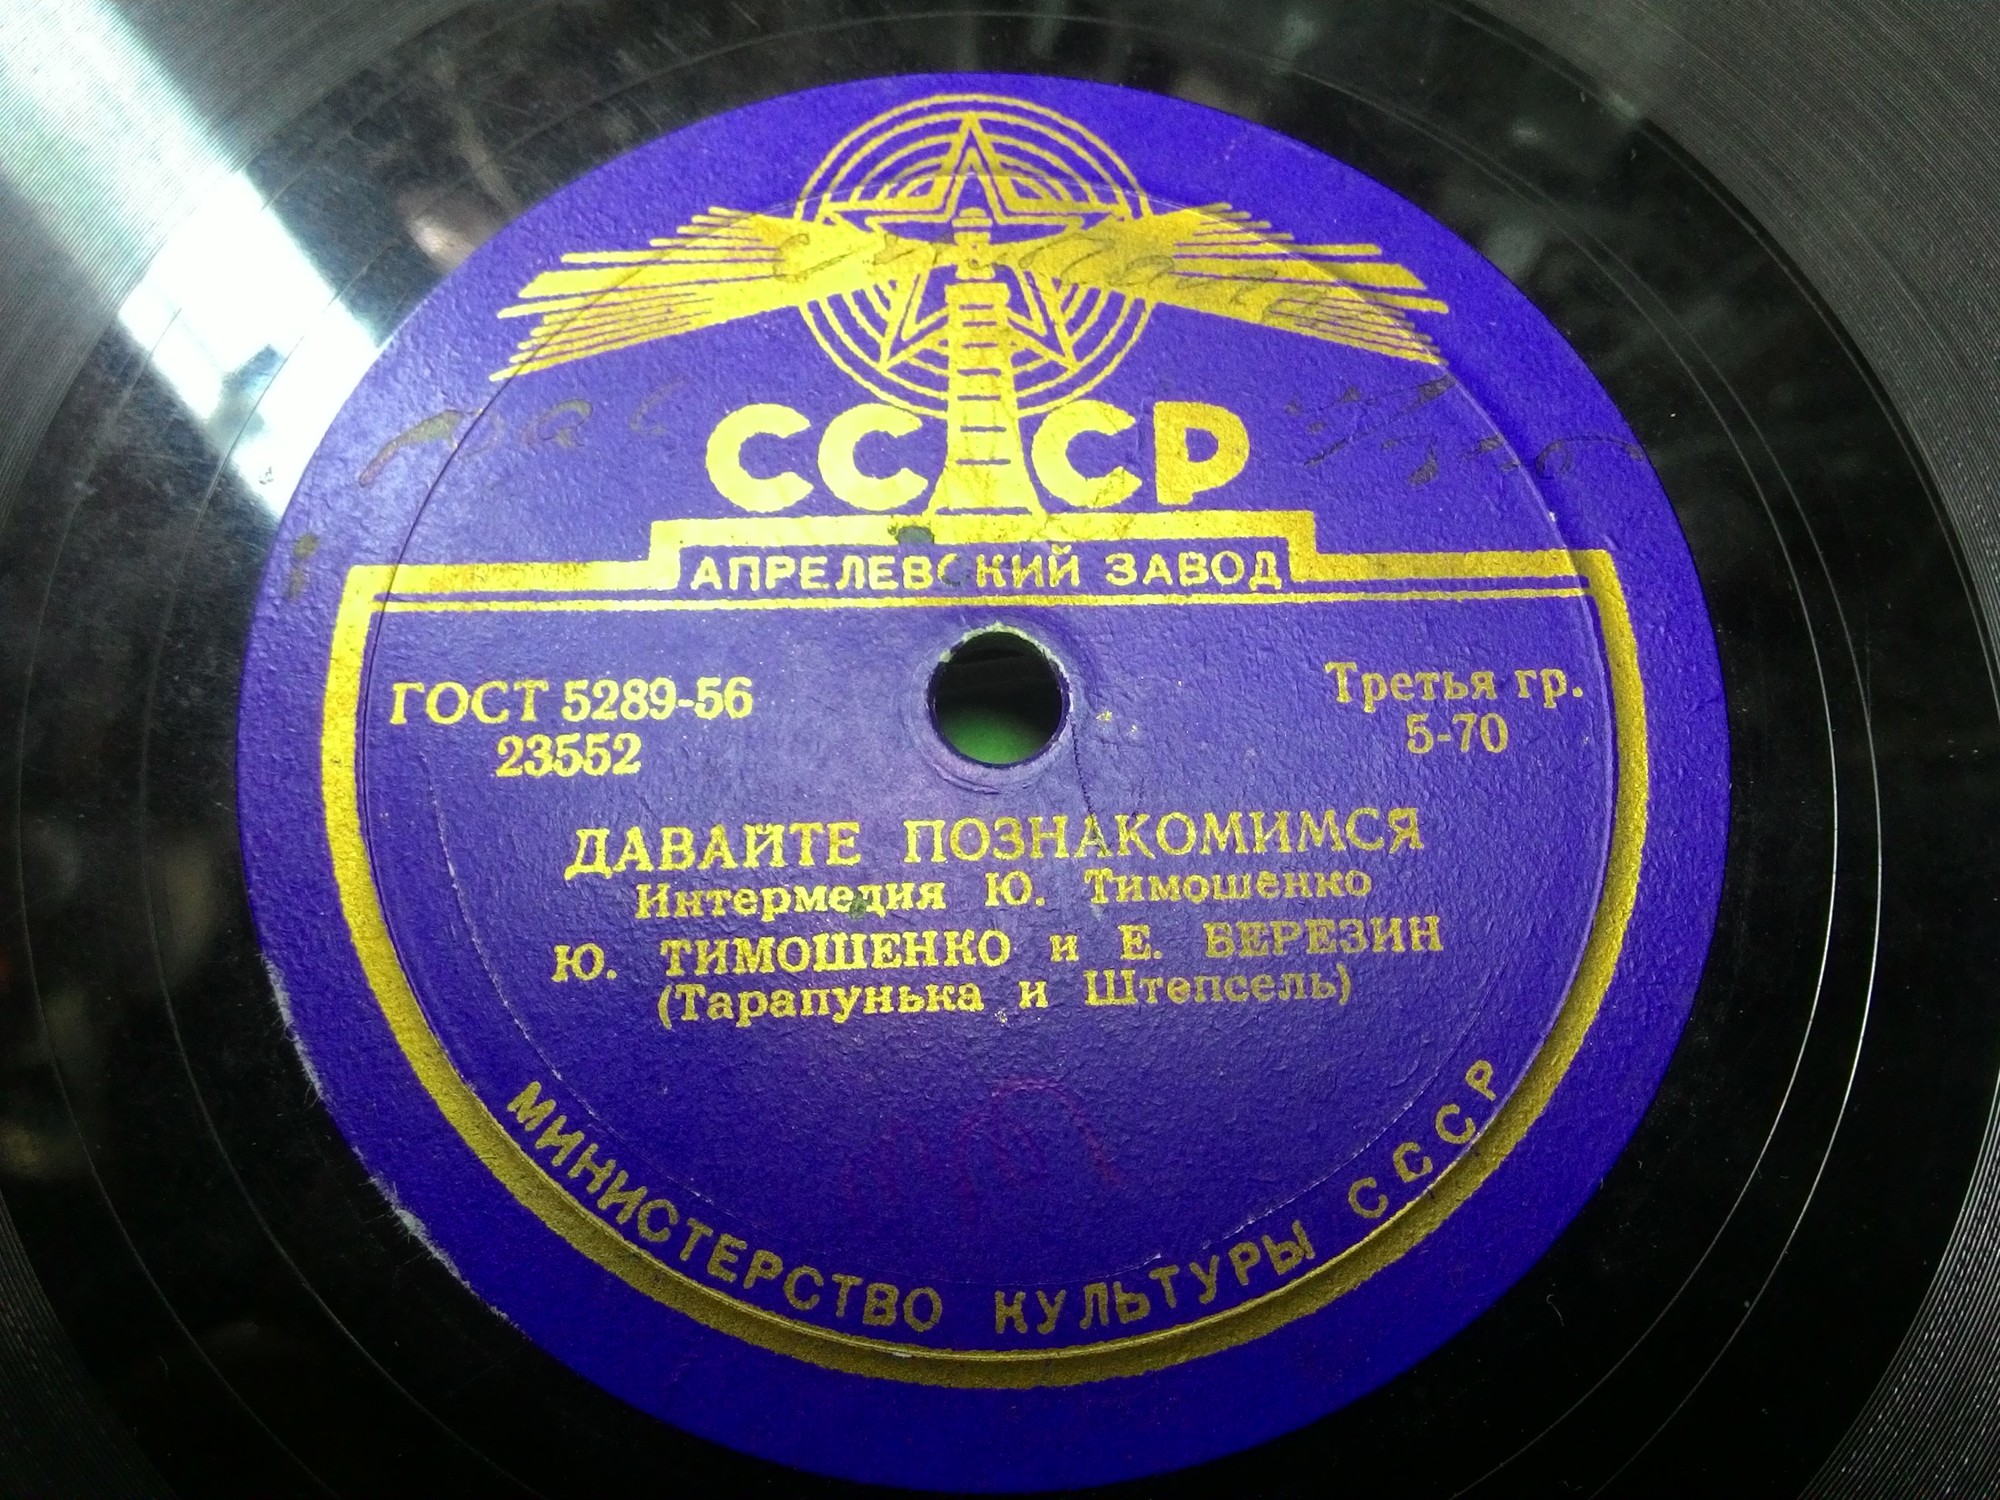 СССР
АПРЕЛЕВСКИЙ ЗАВОД
ГОСТ 5289-56
23552
Третья гр.
5-70
ДАВАЙТЕ ПОЗНАКОМИМСЯ
Интермедия Ю. Тимошенко
Ю. ТИМОШЕНКО и Е. БЕРЕЗИН
(Тарапунька и Штепсель)
МИНИСТЕРСТВО КУЛЬТУРЫ СССР